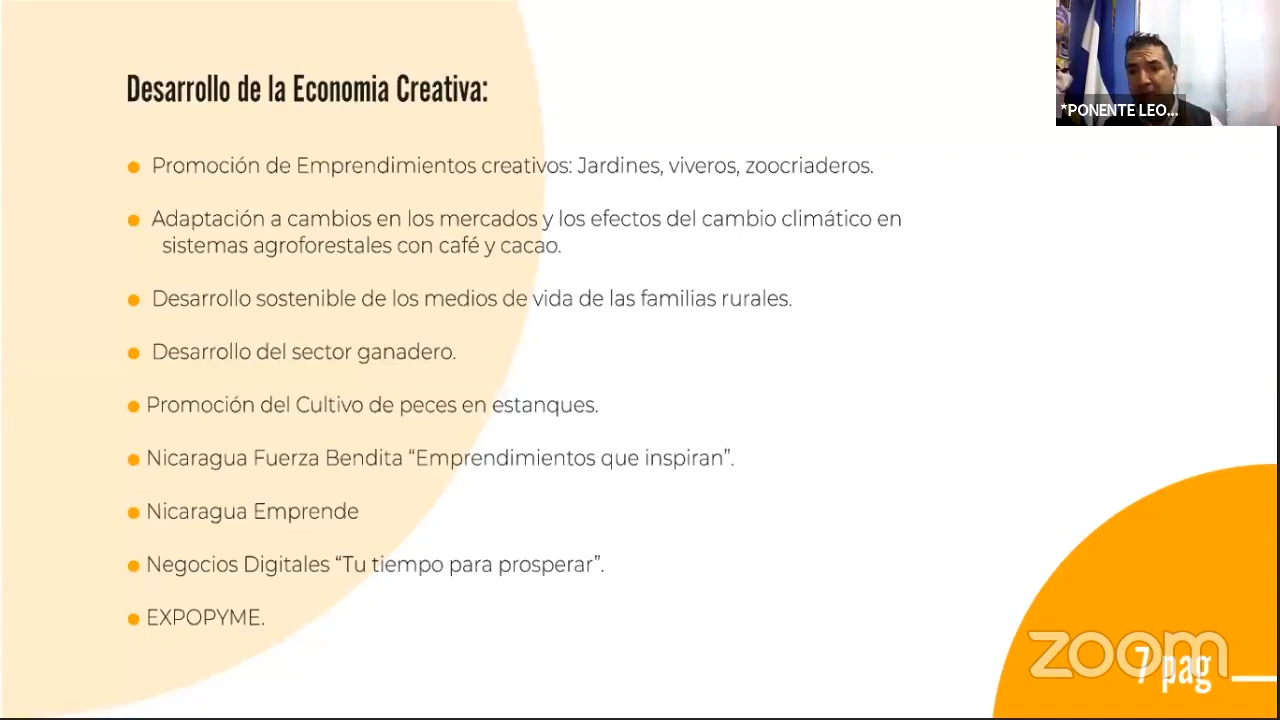 *PONENTE LEO...
Desarrollo de la Economia Creativa:
Promoción de Emprendimientos creativos: Jardines, viveros, zoocriaderos.
Adaptación a cambios en los mercados y los efectos del cambio climático en
sistemas agroforestales con café y cacao.
Desarrollo sostenible de los medios de vida de las familias rurales.
Desarrollo del sector ganadero.
Promoción del Cultivo de peces en estanques.
Nicaragua Fuerza Bendita “Emprendimientos que inspiran”.
Nicaragua Emprende
Negocios Digitales “Tu tiempo para prosperar”.
EXPOPYME.
zoom
7 pag